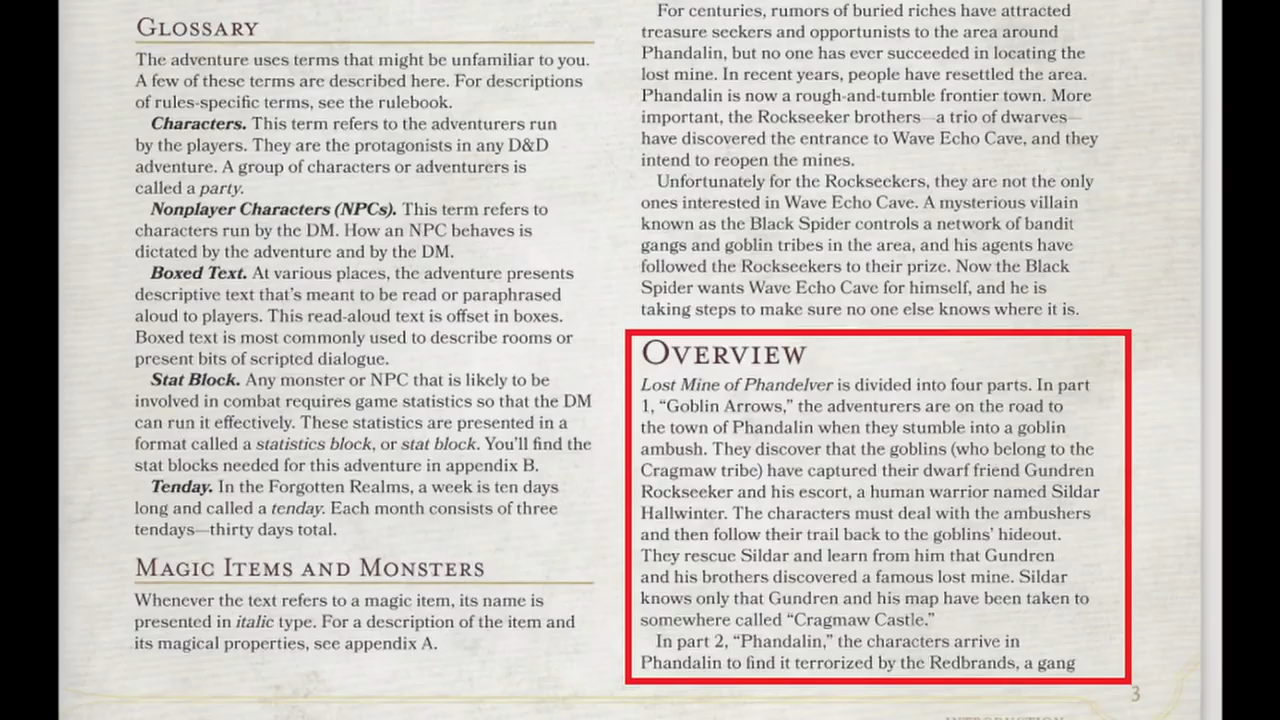 GLOSSARY
The adventure uses terms that might be unfamiliar to you.
A few of these terms are described here. For descriptions
of rules-specific terms, see the rulebook.
Characters. This term refers to the adventurers run
by the players. They are the protagonists in any D&D
adventure. A group of characters or adventurers is
called a party.
Nonplayer Characters (NPCs). This term refers to
characters run by the DM. How an NPC behaves is
dictated by the adventure and by the DM.
Boxed Text. At various places, the adventure presents
descriptive text that's meant to be read or paraphrased
aloud to players. This read-aloud text is offset in boxes.
Boxed text is most commonly used to describe rooms or
present bits of scripted dialogue.
Stat Block. Any monster or NPC that is likely to be
involved in combat requires game statistics so that the DM
can run it effectively. These statistics are presented in a
format called a statistics block, or stat block. You'll find the
stat blocks needed for this adventure in appendix B.
Tenday. In the Forgotten Realms, a week is ten days
long and called a tenday. Each month consists of three
tendays—thirty days total.
MAGIC ITEMS AND MONSTERS
Whenever the text refers to a magic item, its name is
presented in italic type. For a description of the item and
its magical properties, see appendix A.
For centuries, rumors of buried riches have attracted
treasure seekers and opportunists to the area around
Phandalin, but no one has ever succeeded in locating the
lost mine. In recent years, people have resettled the area.
Phandalin is now a rough-and-tumble frontier town. More
important, the Rockseeker brothers—a trio of dwarves—
have discovered the entrance to Wave Echo Cave, and they
intend to reopen the mines.
Unfortunately for the Rockseekers, they are not the only
ones interested in Wave Echo Cave. A mysterious villain
known as the Black Spider controls a network of bandit
gangs and goblin tribes in the area, and his agents have
followed the Rockseekers to their prize. Now the Black
Spider wants Wave Echo Cave for himself, and he is
taking steps to make sure no one else knows where it is.
OVERVIEW
Lost Mine of Phandelver is divided into four parts. In part
1, “Goblin Arrows,” the adventurers are on the road to
the town of Phandalin when they stumble into a goblin
ambush. They discover that the goblins (who belong to the
Cragmaw tribe) have captured their dwarf friend Gundren
Rockseeker and his escort, a human warrior named Sildar
Hallwinter. The characters must deal with the ambushers
and then follow their trail back to the goblins’ hideout.
They rescue Sildar and learn from him that Gundren
and his brothers discovered a famous lost mine. Sildar
knows only that Gundren and his map have been taken to
somewhere called “Cragmaw Castle.”
In part 2, “Phandalin,” the characters arrive in
Phandalin to find it terrorized by the Redbrands, a gang
3